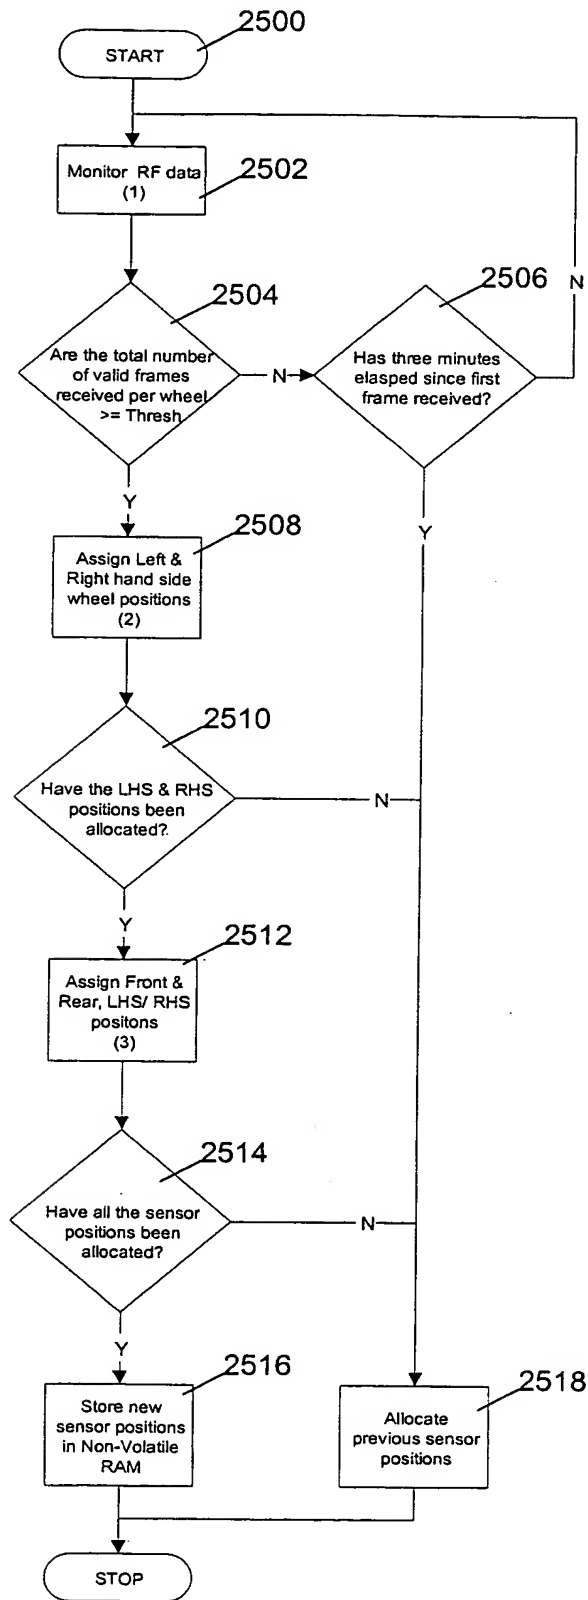 2500
START
Monitor RF data
(1)
2502
2504
2506
N
Are the total number
of valid frames
received per wheel
>= Thresh
N
Has three minutes
elasped since first
frame received?
Y
Y
2508
Assign Left &
Right hand side
wheel positions
(2)
2510
Have the LHS & RHS
positions been
allocated?
N
Y
2512
Assign Front &
Rear, LHS/ RHS
positons
(3)
2514
Have all the sensor
positions been
allocated?
N
Y
2516
Store new
sensor positions
in Non-Volatile
RAM
2518
Allocate
previous sensor
positions
STOP